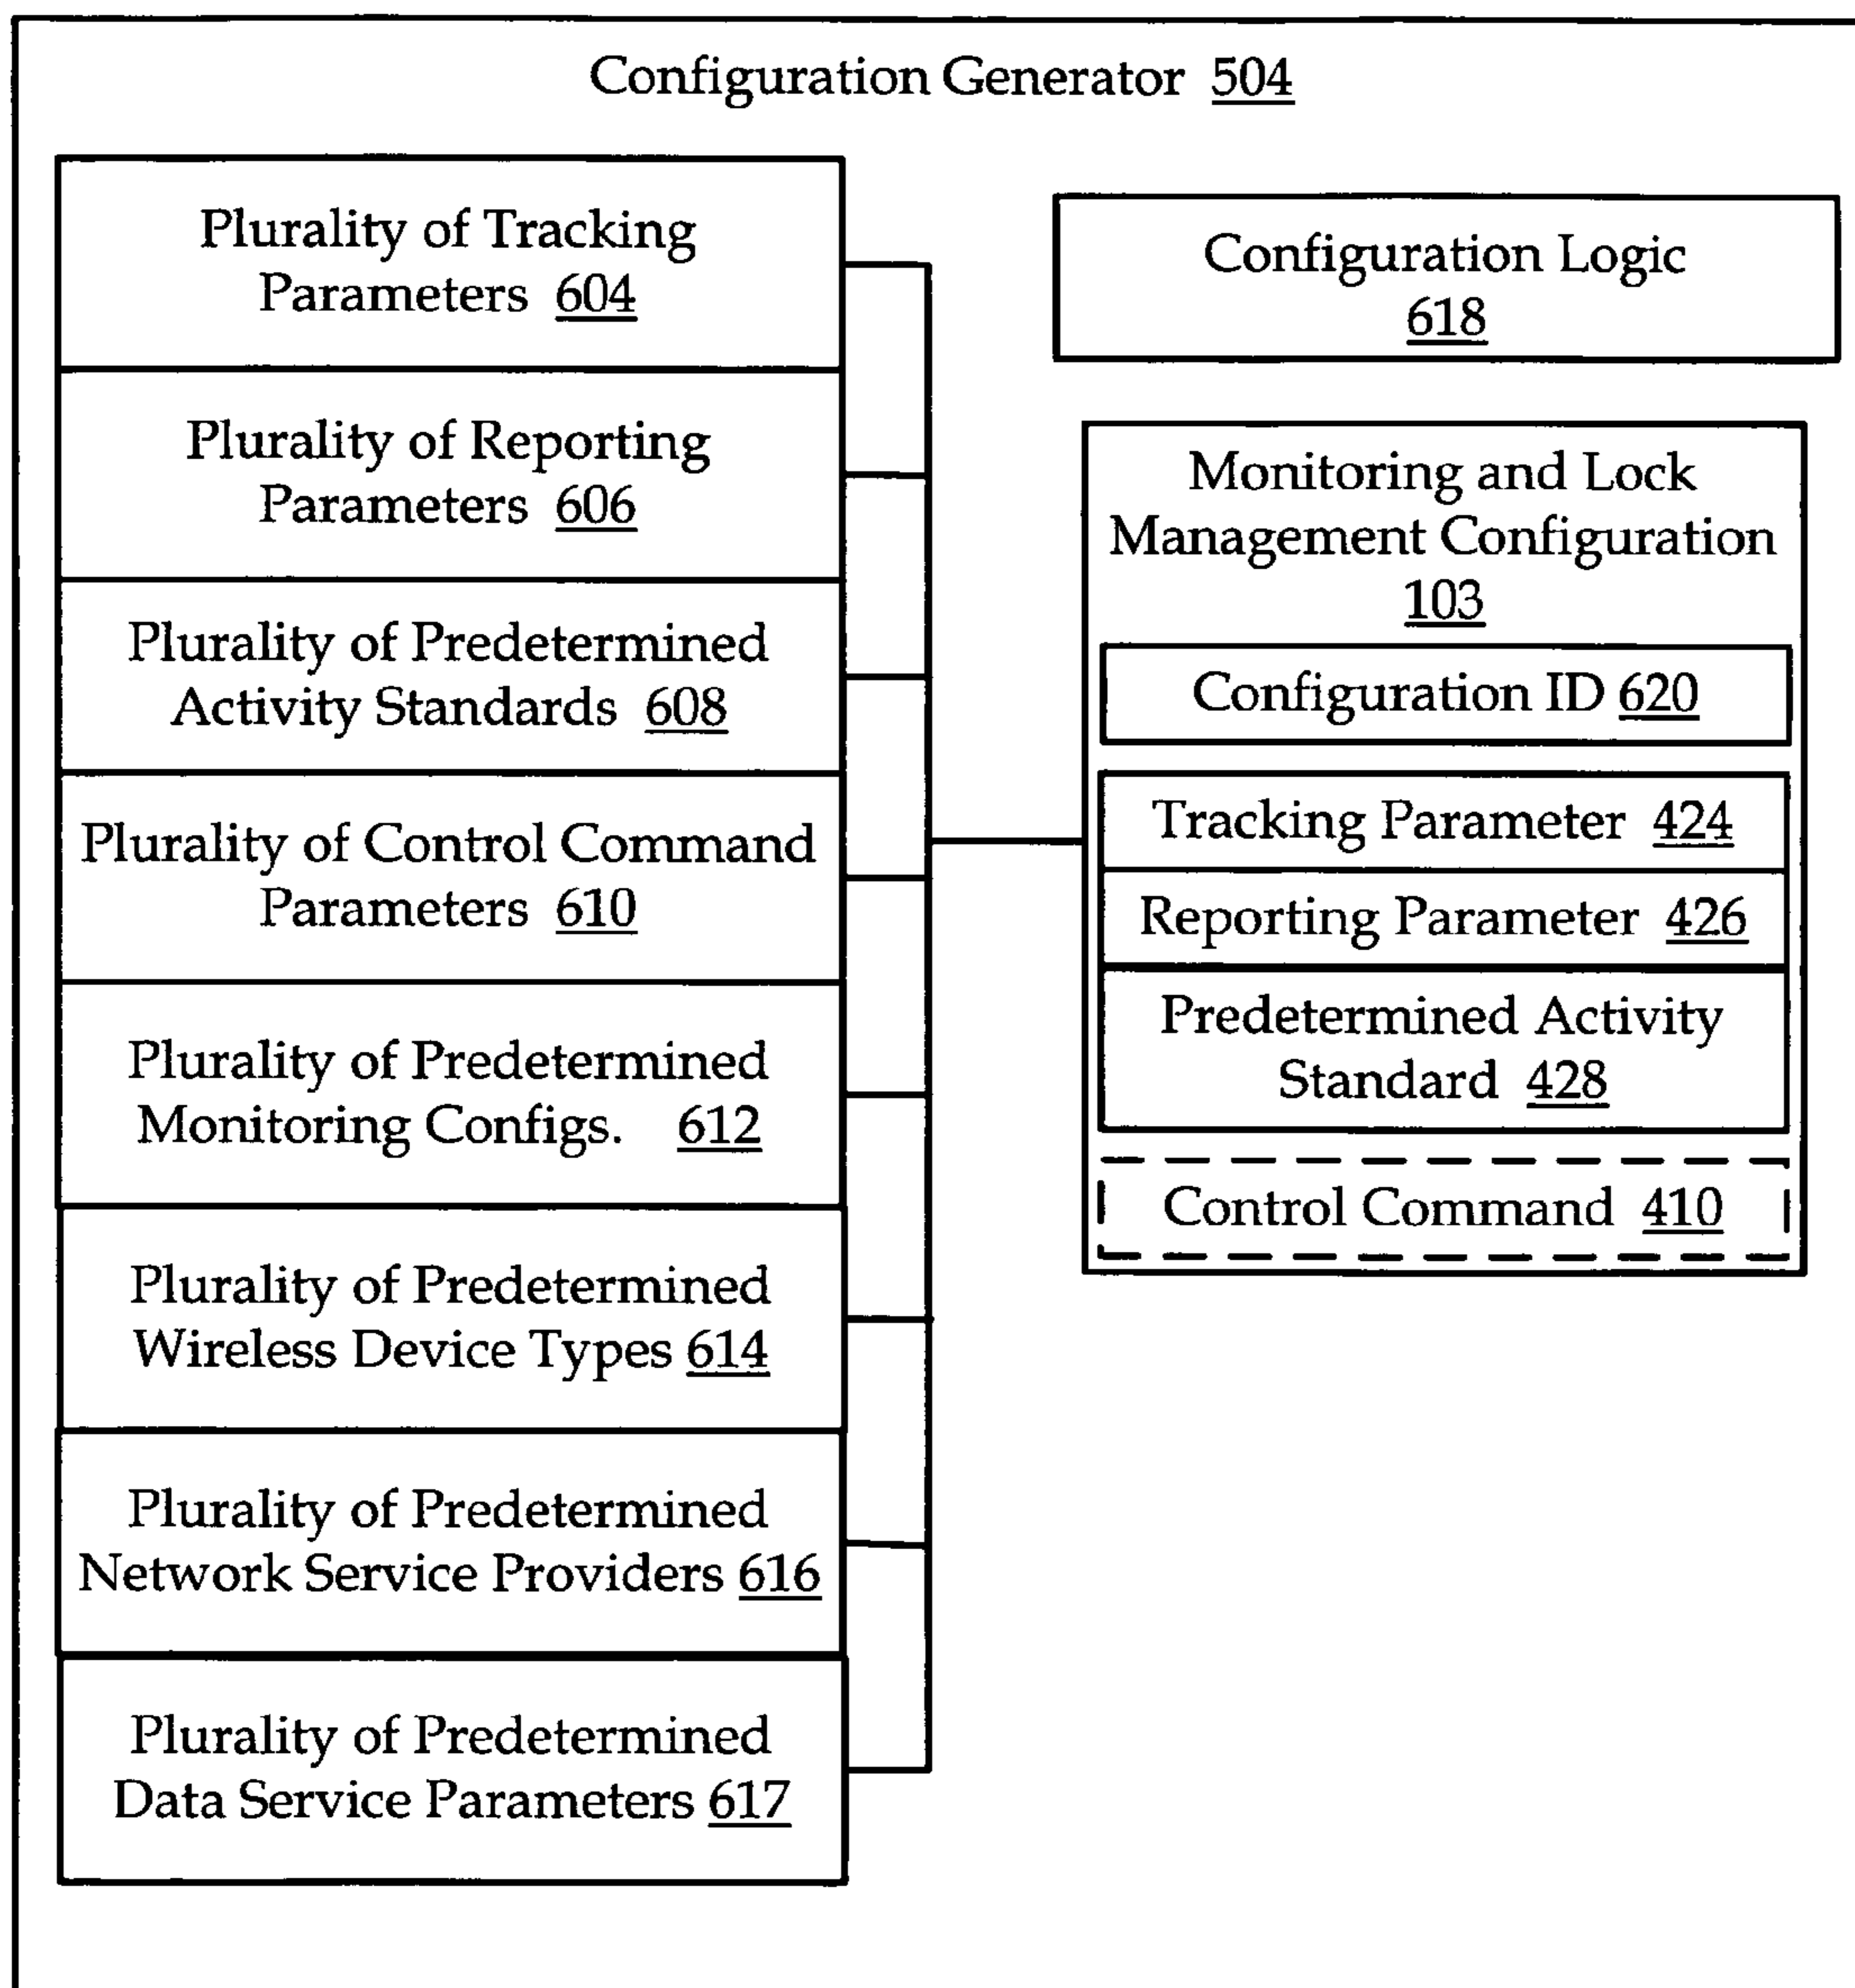 Configuration Generator 504
Plurality of Tracking
Parameters 604
Plurality of Reporting
Parameters 606
Plurality of Predetermined
Activity Standards 608
Plurality of Control Command
Parameters 610
Plurality of Predetermined
Monitoring Configs. 612
Plurality of Predetermined
Wireless Device Types 614
Plurality of Predetermined
Network Service Providers 616
Plurality of Predetermined
Data Service Parameters 617
Configuration Logic
618
Monitoring and Lock
Management Configuration
103
Configuration ID 620
Tracking Parameter 424
Reporting Parameter 426
Predetermined Activity
Standard 428
Control Command 410